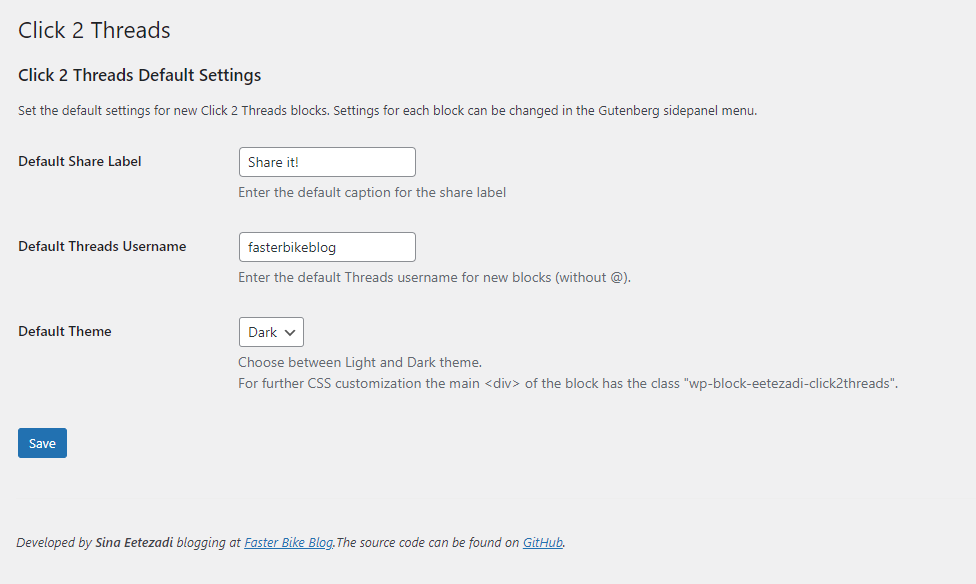 Click 2 Threads
Click 2 Threads Default Settings
Set the default settings for new Click 2 Threads blocks. Settings for each block can be changed in the Gutenberg sidepanel menu.
Default Share Label
Share it!
Enter the default caption for the share label
Default Threads Username
fasterbikeblog
Enter the default Threads username for new blocks (without @).
Default Theme
Dark
Choose between Light and Dark theme.
For further CSS customization the main <div> of the block has the class "wp-block-eetezadi-click2threads".
Save
Developed by Sina Eetezadi blogging at Faster Bike Blog.The source code can be found on GitHub.